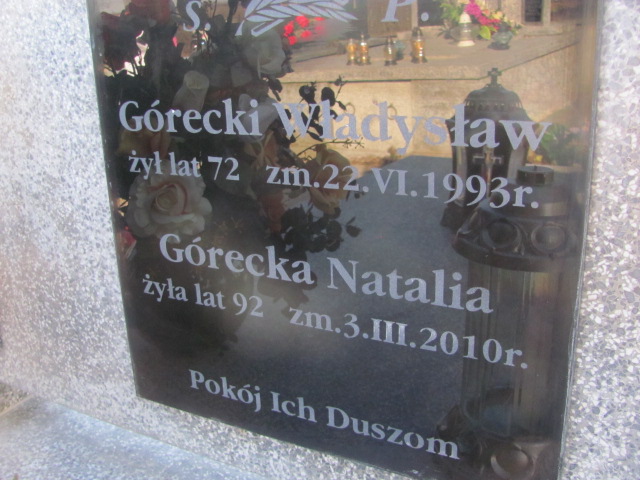 Ś. P.
Górecki Władysław
żył lat 72 zm.22.VI.1993r.
Górecka Natalia
żyła lat 92 zm.3.III.2010r.
Pokój Ich Duszom